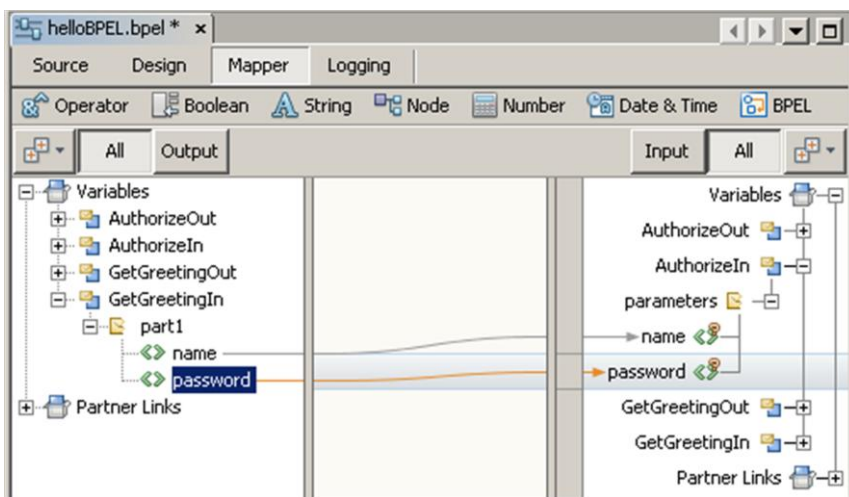 helloBPEL.bpel * x
Source Design Mapper Logging
Operator Boolean String Node Number Date & Time BPEL
All Output Input All
Variables Variables
AuthorizeOut AuthorizeOut
AuthorizeIn AuthorizeIn
GetGreetingOut parameters
GetGreetingIn name
part1 password
name GetGreetingOut
password GetGreetingIn
Partner Links Partner Links